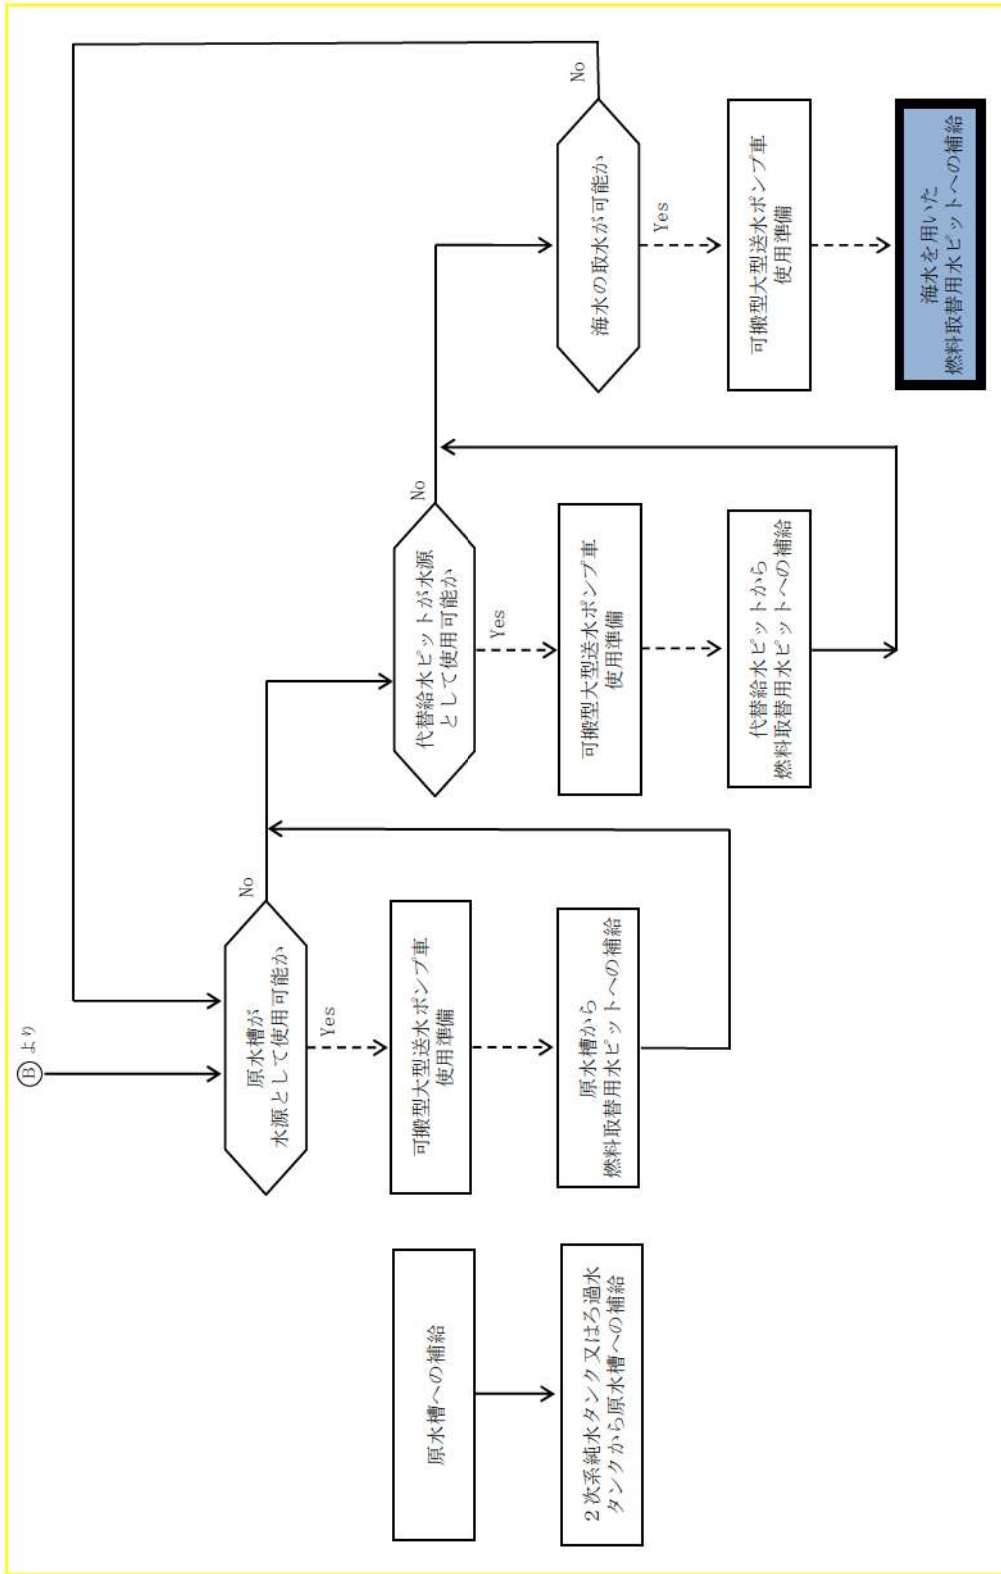 Ⓑより
原水槽が
水源として使用可能か
Yes
No
可搬型大型送水ポンプ車
使用準備
原水槽から
燃料取替用水ピットへの補給
原水槽への補給
2次系純水タンク又はろ過水
タンクから原水槽への補給
代替給水ピットが水源
として使用可能か
Yes
No
可搬型大型送水ポンプ車
使用準備
代替給水ピットから
燃料取替用水ピットへの補給
海水の取水が可能か
Yes
No
可搬型大型送水ポンプ車
使用準備
海水を用いた
燃料取替用水ピットへの補給